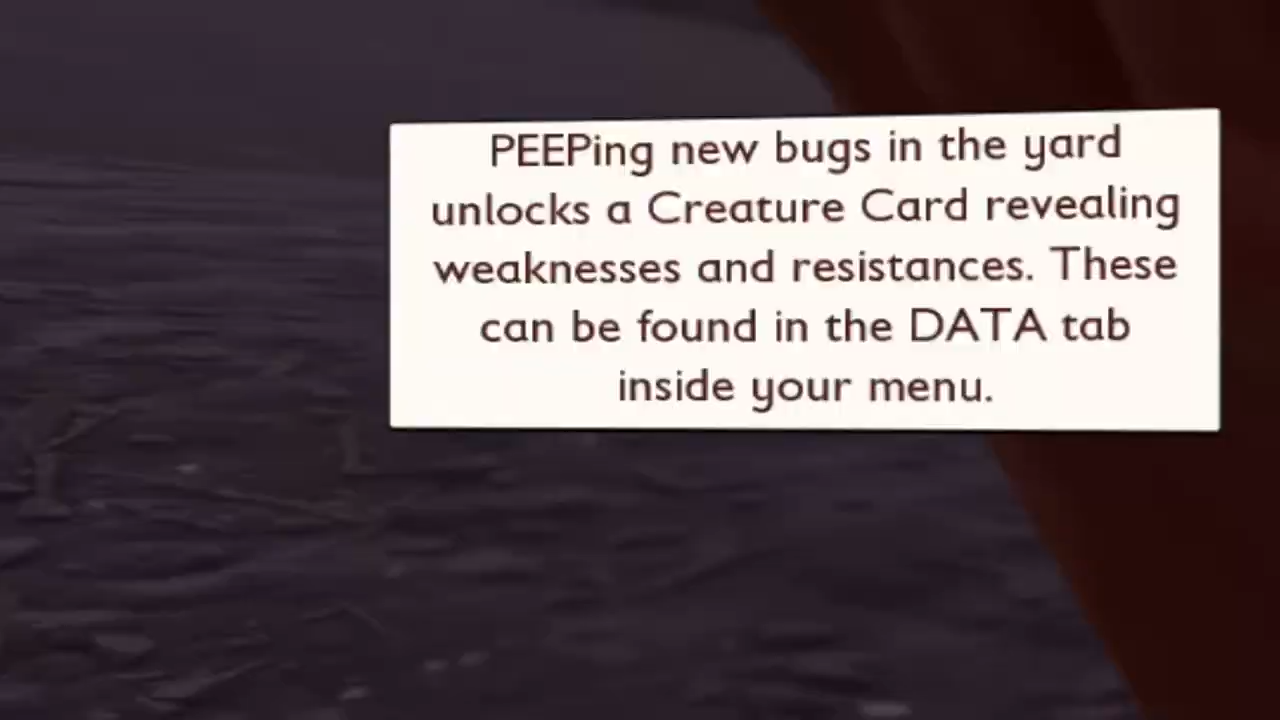 PEEPing new bugs in the yard
unlocks a Creature Card revealing
weaknesses and resistances. These
can be found in the DATA tab
inside your menu.